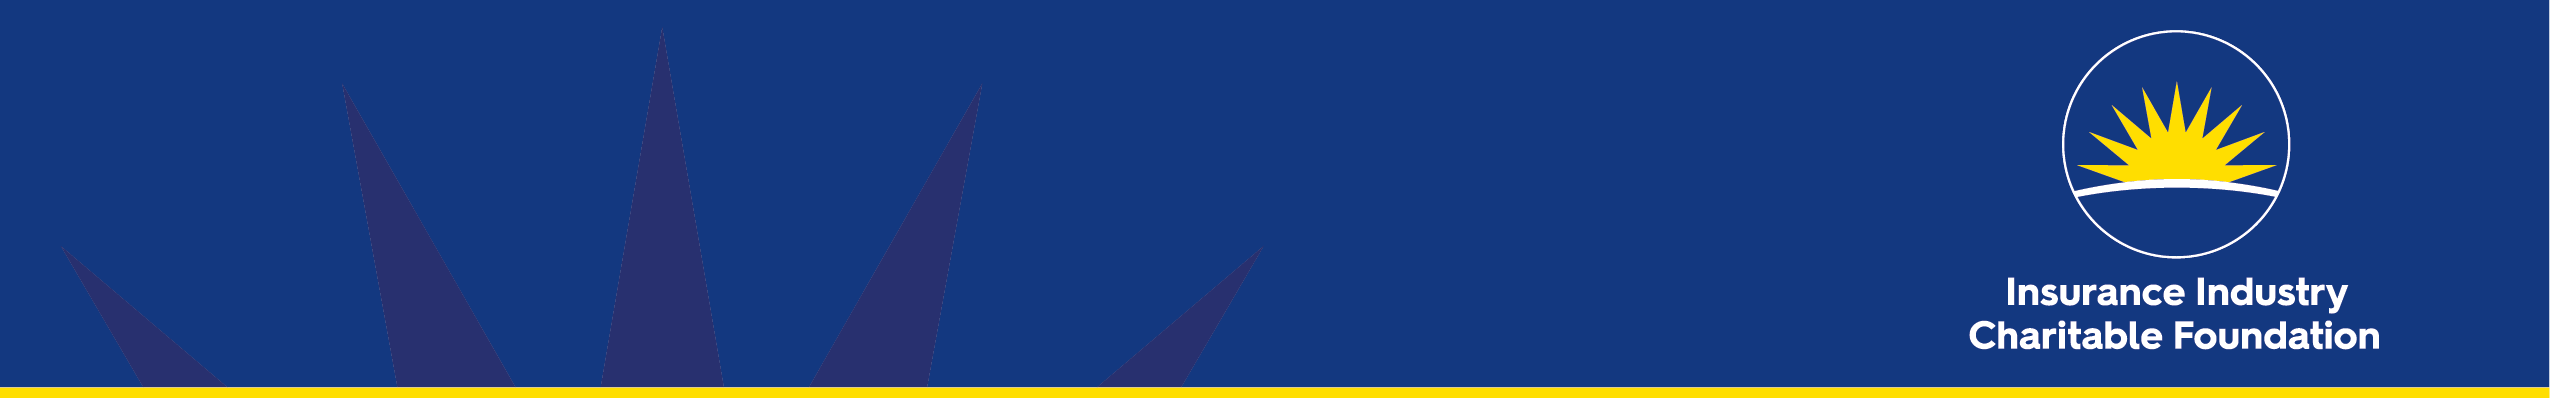 Insurance Industry
Charitable Foundation